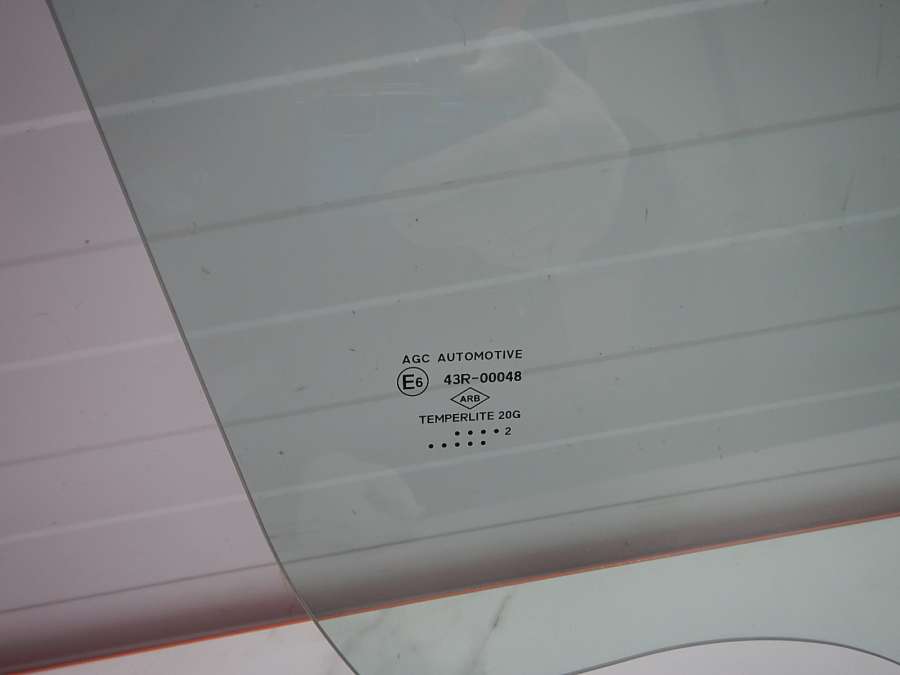 AGC AUTOMOTIVE
E6 43R-00048
ARB
TEMPERLITE 20G
• • • • 2
• • • • •